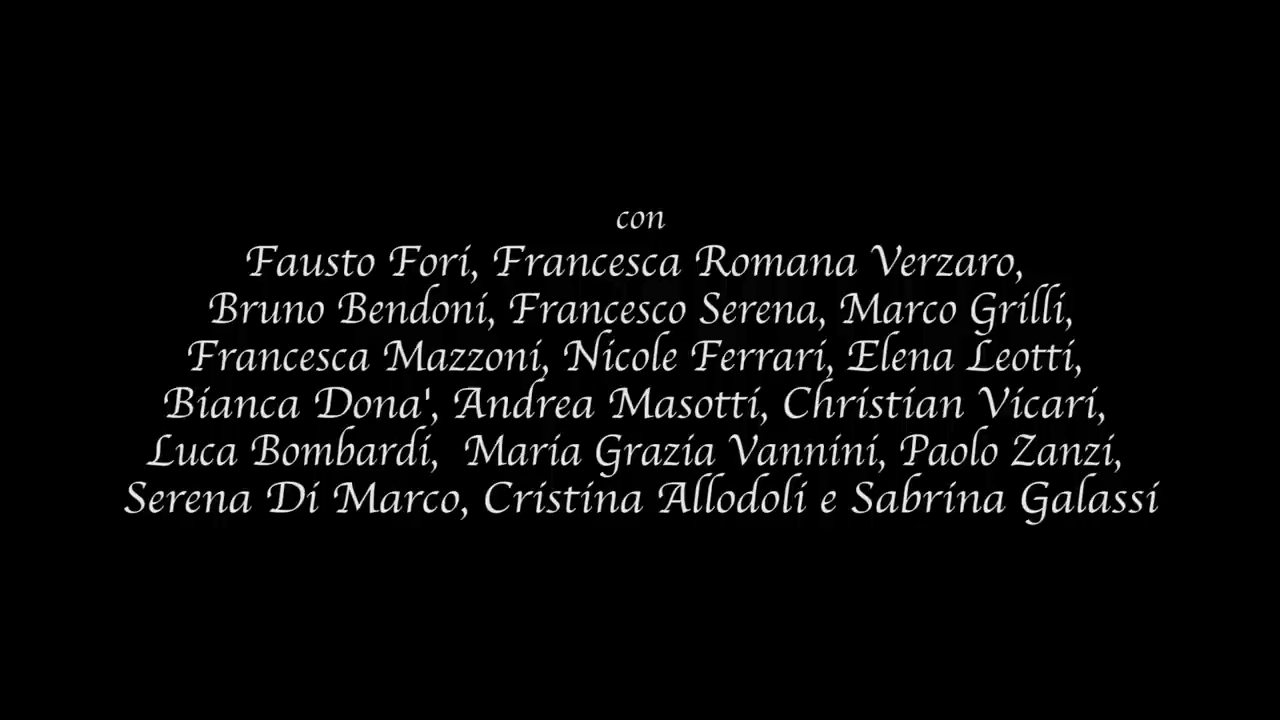 con
Fausto Fori, Francesca Romana Verzaro,
Bruno Bendoni, Francesco Serena, Marco Grilli,
Francesca Mazzoni, Nicole Ferrari, Elena Leotti,
Bianca Dona', Andrea Masotti, Christian Vicari,
Luca Bombardi, Maria Grazia Vannini, Paolo Zanzi,
Serena Di Marco, Cristina Allodoli e Sabrina Galassi